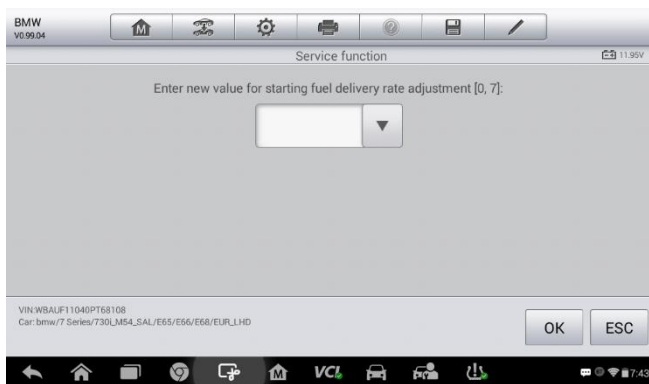 BMW
V0.99.04
M
?
Service function
11.95V
Enter new value for starting fuel delivery rate adjustment [0, 7]:
VIN:WBAUF11040PT68108
Car: bmw/7 Series/730i_M54_SAL/E65/E66/E68/EUR_LHD
OK
ESC
M
VCI
7:43